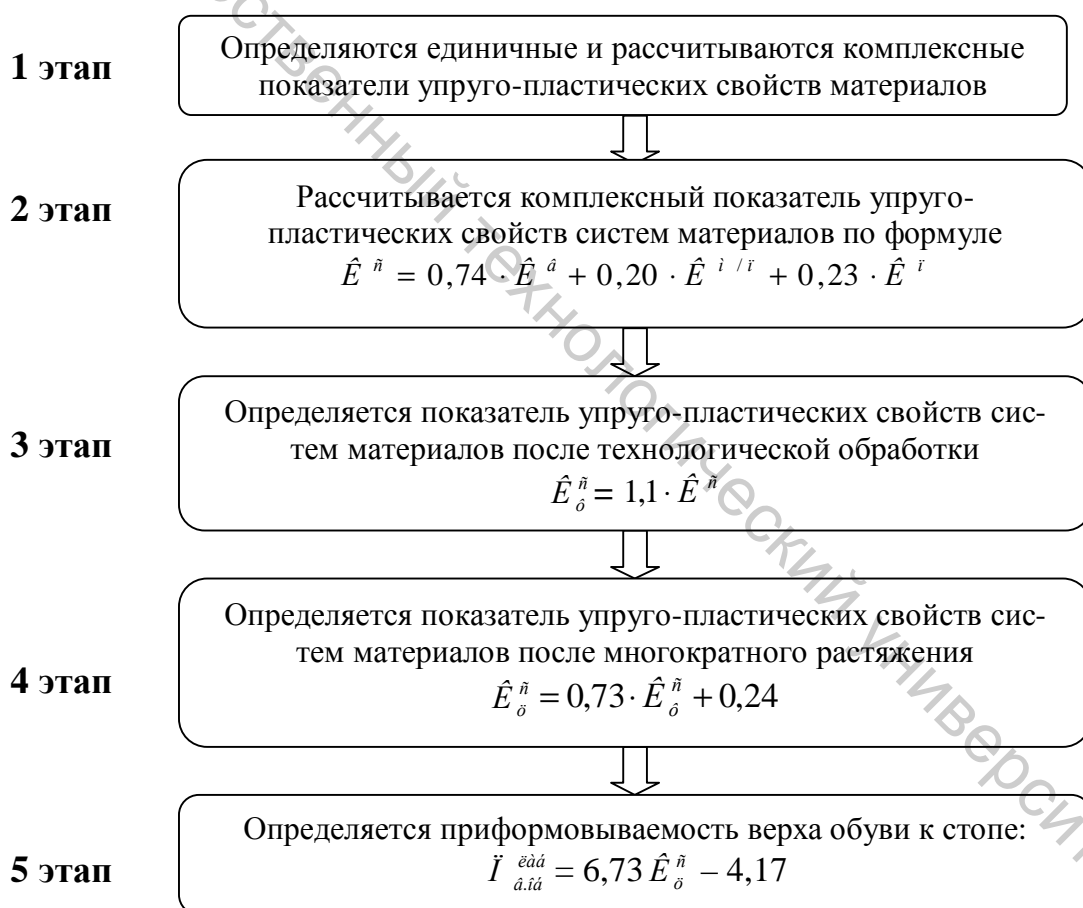 1 этап
Определяются единичные и рассчитываются комплексные
показатели упруго-пластических свойств материалов
2 этап
Рассчитывается комплексный показатель упруго-
пластических свойств систем материалов по формуле
Ê ñ = 0,74 · Ê â + 0,20 · Ê ì / ï + 0,23 · Ê ï
3 этап
Определяется показатель упруго-пластических свойств сис-
тем материалов после технологической обработки
Ê ñ ô = 1,1 · Ê ñ
4 этап
Определяется показатель упруго-пластических свойств сис-
тем материалов после многократного растяжения
Ê ñ ö = 0,73 · Ê ñ ô + 0,24
5 этап
Определяется приформовываемость верха обуви к стопе:
Ï ëàá â.îá = 6,73 Ê ñ ö – 4,17
ственный технологический университ